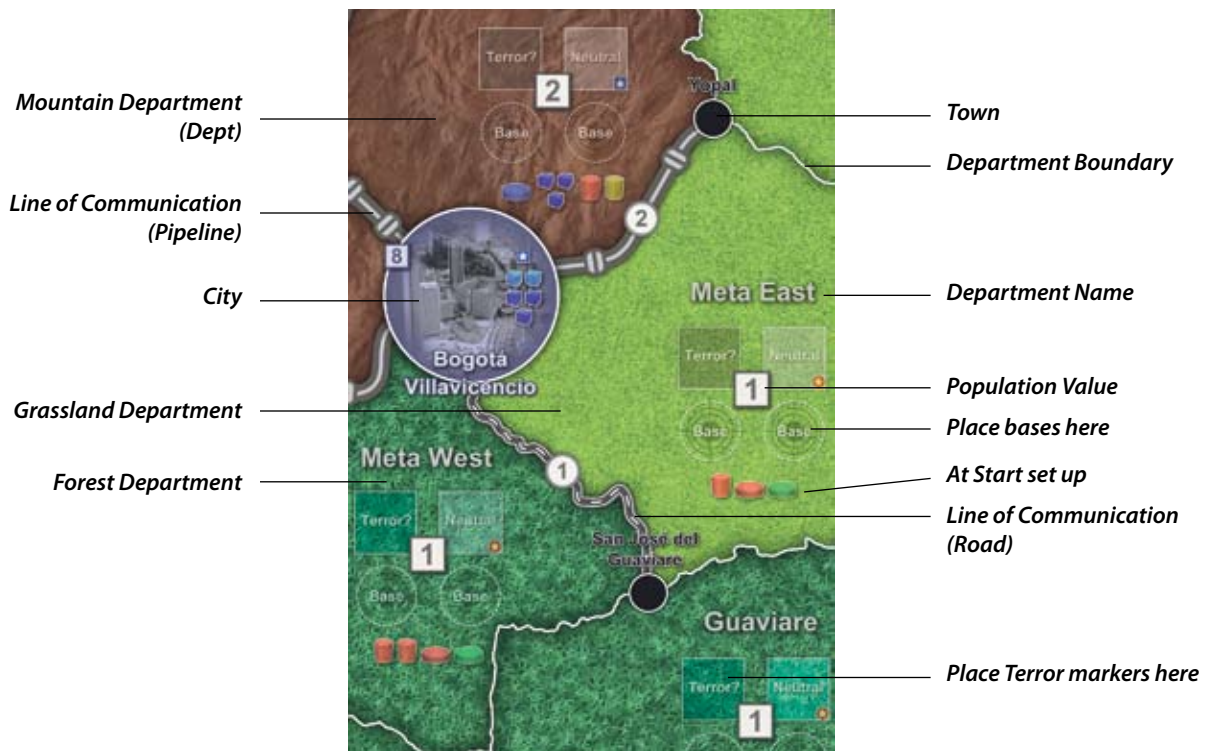 Mountain Department
(Dept)
Line of Communication
(Pipeline)
City
Grassland Department
Forest Department
Terror?
Neutral
2
Base
Base
Yopal
2
8
Bogotá
Villavicencio
Meta East
Terror?
Neutral
1
Base
Base
Meta West
1
Terror?
Neutral
1
Base
Base
San José del
Guaviare
Guaviare
Terror?
Neutral
1
Town
Department Boundary
Department Name
Population Value
Place bases here
At Start set up
Line of Communication
(Road)
Place Terror markers here